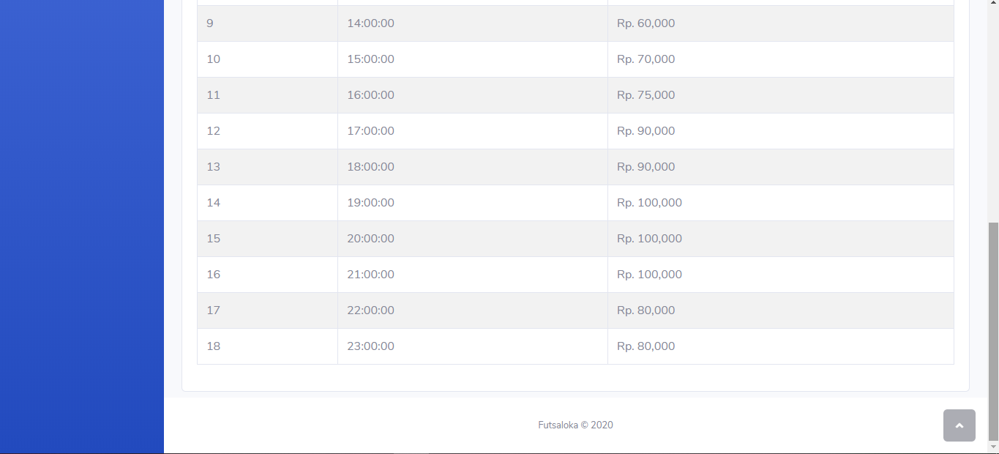 9 14:00:00 Rp. 60,000
10 15:00:00 Rp. 70,000
11 16:00:00 Rp. 75,000
12 17:00:00 Rp. 90,000
13 18:00:00 Rp. 90,000
14 19:00:00 Rp. 100,000
15 20:00:00 Rp. 100,000
16 21:00:00 Rp. 100,000
17 22:00:00 Rp. 80,000
18 23:00:00 Rp. 80,000
Futsaloka © 2020